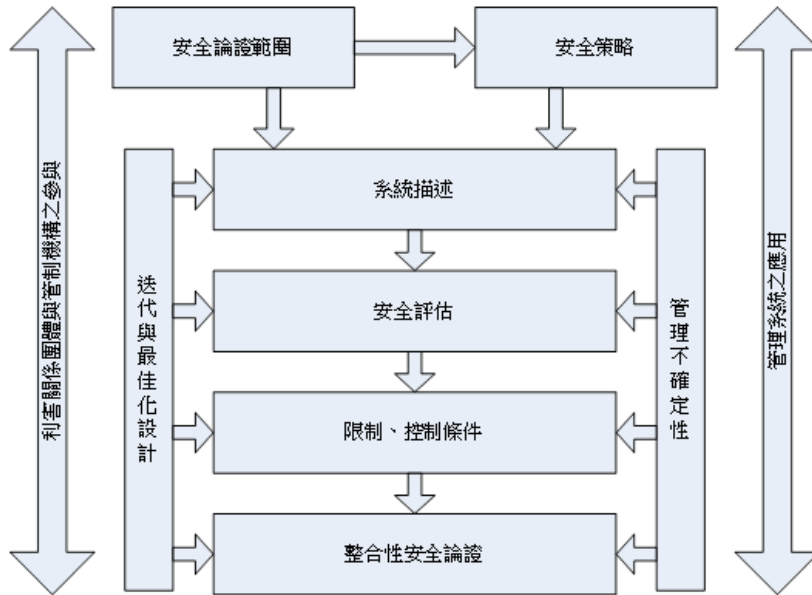 安全論證範圍
安全策略
利害關係團體與管制機構之參與
迭代與最佳化設計
系統描述
安全評估
限制、控制條件
整合性安全論證
管理不確定性
管理系統之應用